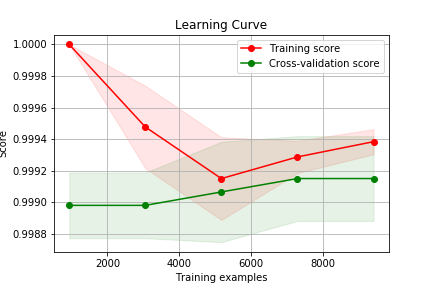 Learning Curve
Training score
Cross-validation score
1.0000
0.9998
0.9996
0.9994
0.9992
0.9990
0.9988
Score
2000
4000
6000
8000
Training examples